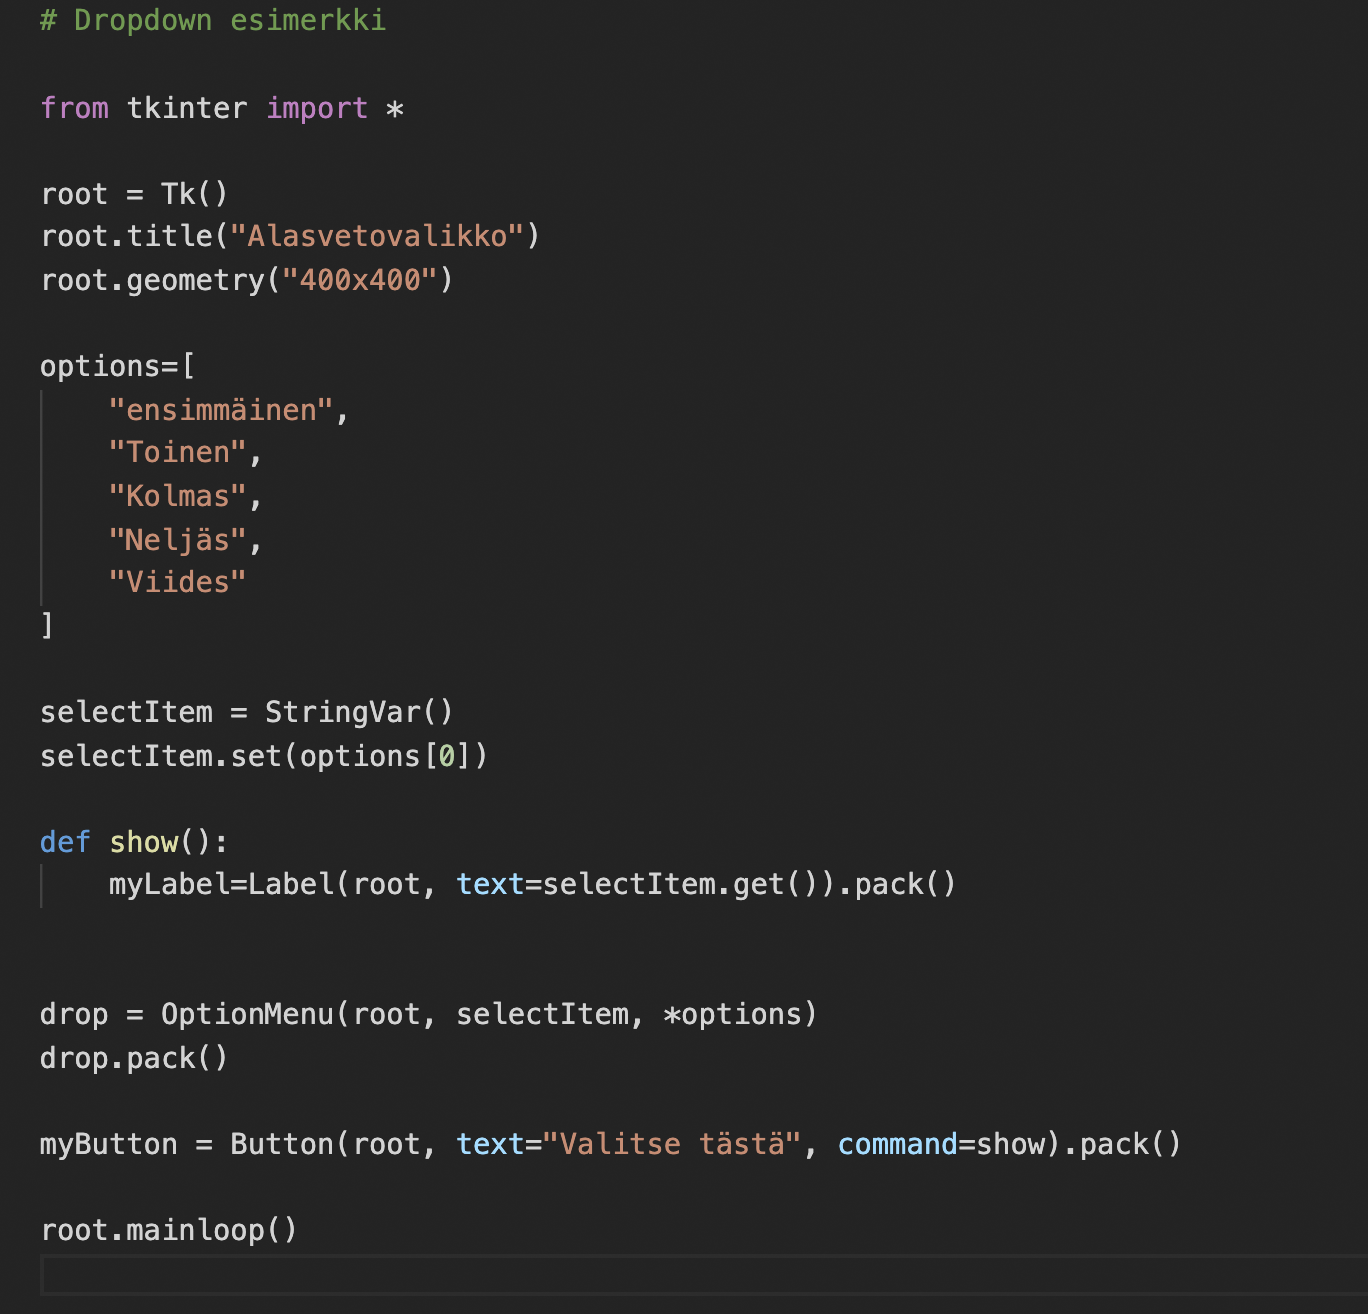 # Dropdown esimerkki
from tkinter import *
root = Tk()
root.title("Alasvetovalikko")
root.geometry("400x400")
options=[
    "ensimmäinen",
    "Toinen",
    "Kolmas",
    "Neljäs",
    "Viides"
]
selectItem = StringVar()
selectItem.set(options[0])
def show():
    myLabel=Label(root, text=selectItem.get()).pack()
drop = OptionMenu(root, selectItem, *options)
drop.pack()
myButton = Button(root, text="Valitse tästä", command=show).pack()
root.mainloop()